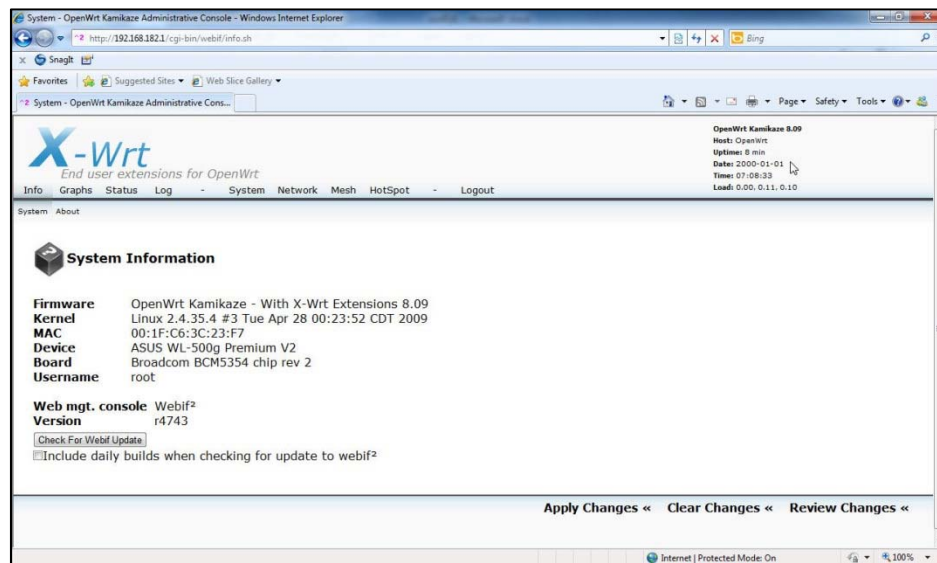 System - OpenWrt Kamikaze Administrative Console - Windows Internet Explorer
http://192.168.182.1/cgi-bin/webif/info.sh
Bing
x SnagIt
Favorites Suggested Sites Web Slice Gallery
System - OpenWrt Kamikaze Administrative Cons...
Page Safety Tools
X-Wrt
End user extensions for OpenWrt
OpenWrt Kamikaze 8.09
Host: OpenWrt
Uptime: 8 min
Date: 2000-01-01
Time: 07:08:33
Load: 0.00, 0.11, 0.10
Info Graphs Status Log - System Network Mesh HotSpot - Logout
System About
System Information
Firmware OpenWrt Kamikaze - With X-Wrt Extensions 8.09
Kernel Linux 2.4.35.4 #3 Tue Apr 28 00:23:52 CDT 2009
MAC 00:1F:C6:3C:23:F7
Device ASUS WL-500g Premium V2
Board Broadcom BCM5354 chip rev 2
Username root
Web mgt. console Webif²
Version r4743
Check For Webif Update
Include daily builds when checking for update to webif²
Apply Changes « Clear Changes « Review Changes «
Internet | Protected Mode: On
100%